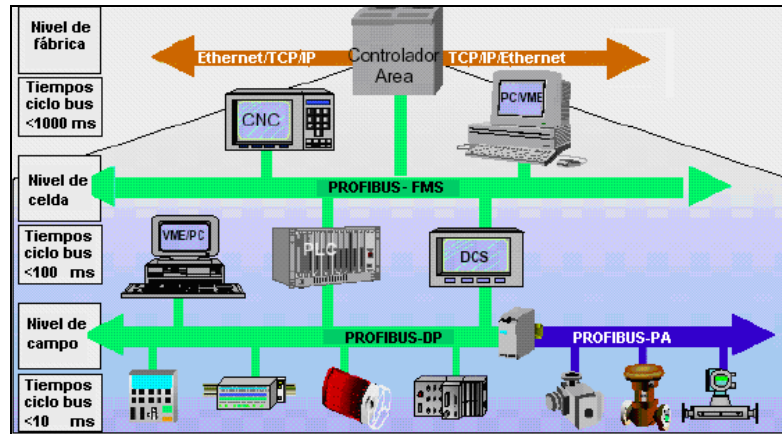 Nivel de
fábrica
Ethernet/TCP/IP
Controlador
Area
TCP/IP/Ethernet
Tiempos
ciclo bus
<1000 ms
CNC
PC/VME
Nivel de
celda
PROFIBUS- FMS
Tiempos
ciclo bus
<100 ms
VME/PC
PLC
DCS
Nivel de
campo
PROFIBUS-DP
PROFIBUS-PA
Tiempos
ciclo bus
<10 ms